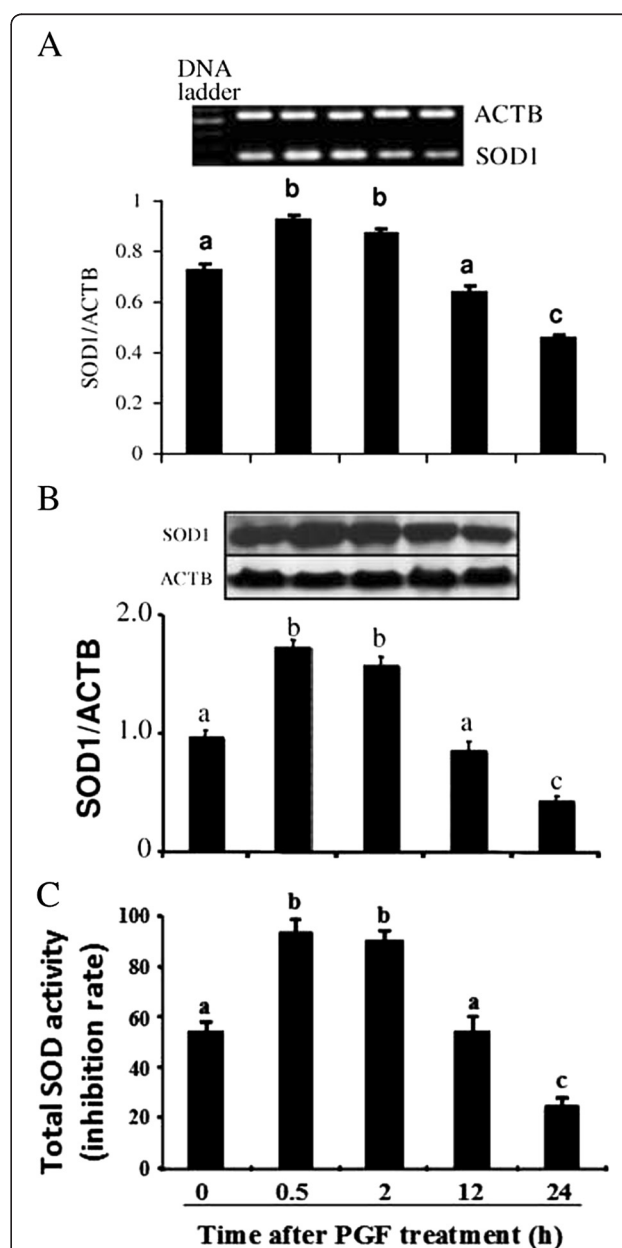 A
DNA
ladder
ACTB
SOD1
b
b
a
a
c
1
0.8
0.6
0.4
0.2
0
SOD1/ACTB
B
SOD1
ACTB
2.0
1.0
0
SOD1/ACTB
b
b
a
a
c
C
100
80
60
40
20
0
Total SOD activity
(inhibition rate)
b
b
a
a
c
0 0.5 2 12 24
Time after PGF treatment (h)